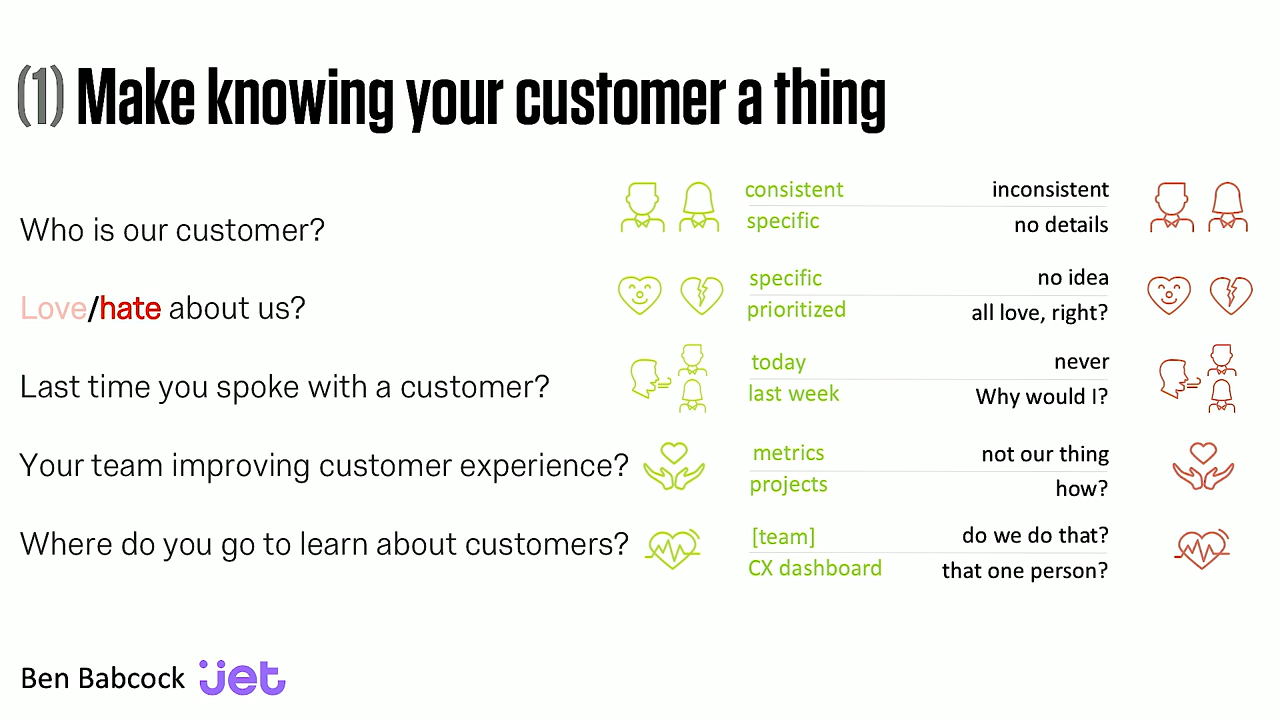 (1) Make knowing your customer a thing
Who is our customer?
consistent
inconsistent
specific
no details
Love/hate about us?
specific
no idea
prioritized
all love, right?
Last time you spoke with a customer?
today
never
last week
Why would I?
Your team improving customer experience?
metrics
not our thing
projects
how?
Where do you go to learn about customers?
[team]
do we do that?
CX dashboard
that one person?
Ben Babcock jet